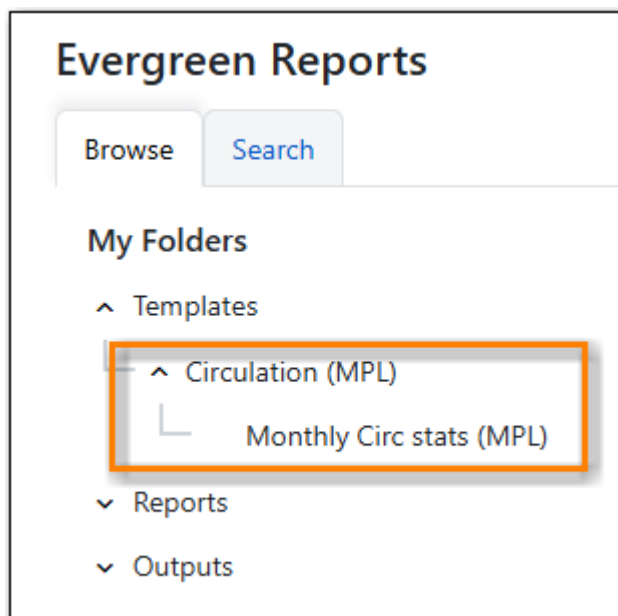 Evergreen Reports
Browse Search
My Folders
Templates
Circulation (MPL)
Monthly Circ stats (MPL)
Reports
Outputs